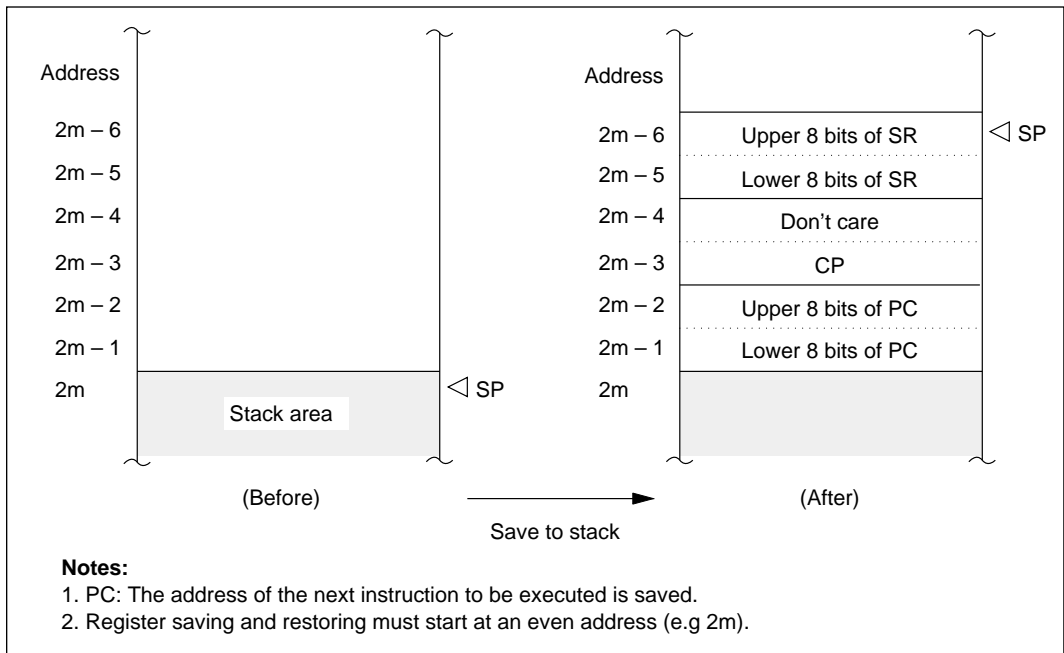 Address
2m – 6
2m – 5
2m – 4
2m – 3
2m – 2
2m – 1
2m
Stack area
SP
(Before)
Save to stack
Address
2m – 6 Upper 8 bits of SR SP
2m – 5 Lower 8 bits of SR
2m – 4 Don't care
2m – 3 CP
2m – 2 Upper 8 bits of PC
2m – 1 Lower 8 bits of PC
2m
(After)
Notes:
1. PC: The address of the next instruction to be executed is saved.
2. Register saving and restoring must start at an even address (e.g 2m).